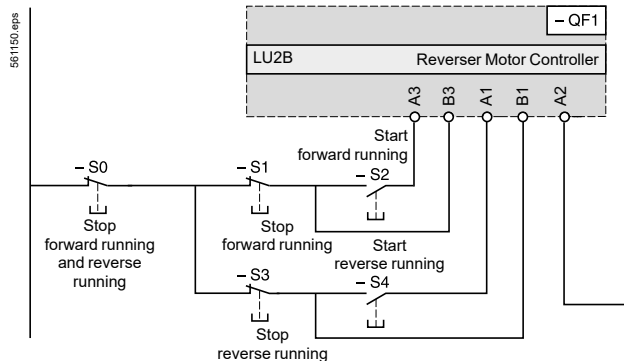 561150.eps
– QF1
LU2B
Reverser Motor Controller
A3
B3
A1
B1
A2
Start
forward running
– S0
– S1
– S2
Stop
forward running
and reverse
running
Stop
forward running
Start
reverse running
– S3
– S4
Stop
reverse running